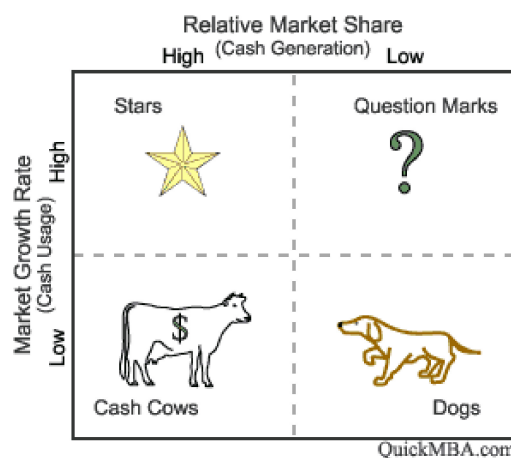 Relative Market Share
(Cash Generation)
High Low
Market Growth Rate
(Cash Usage)
High
Low
Stars
Question Marks
?
$
Cash Cows
Dogs
QuickMBA.com